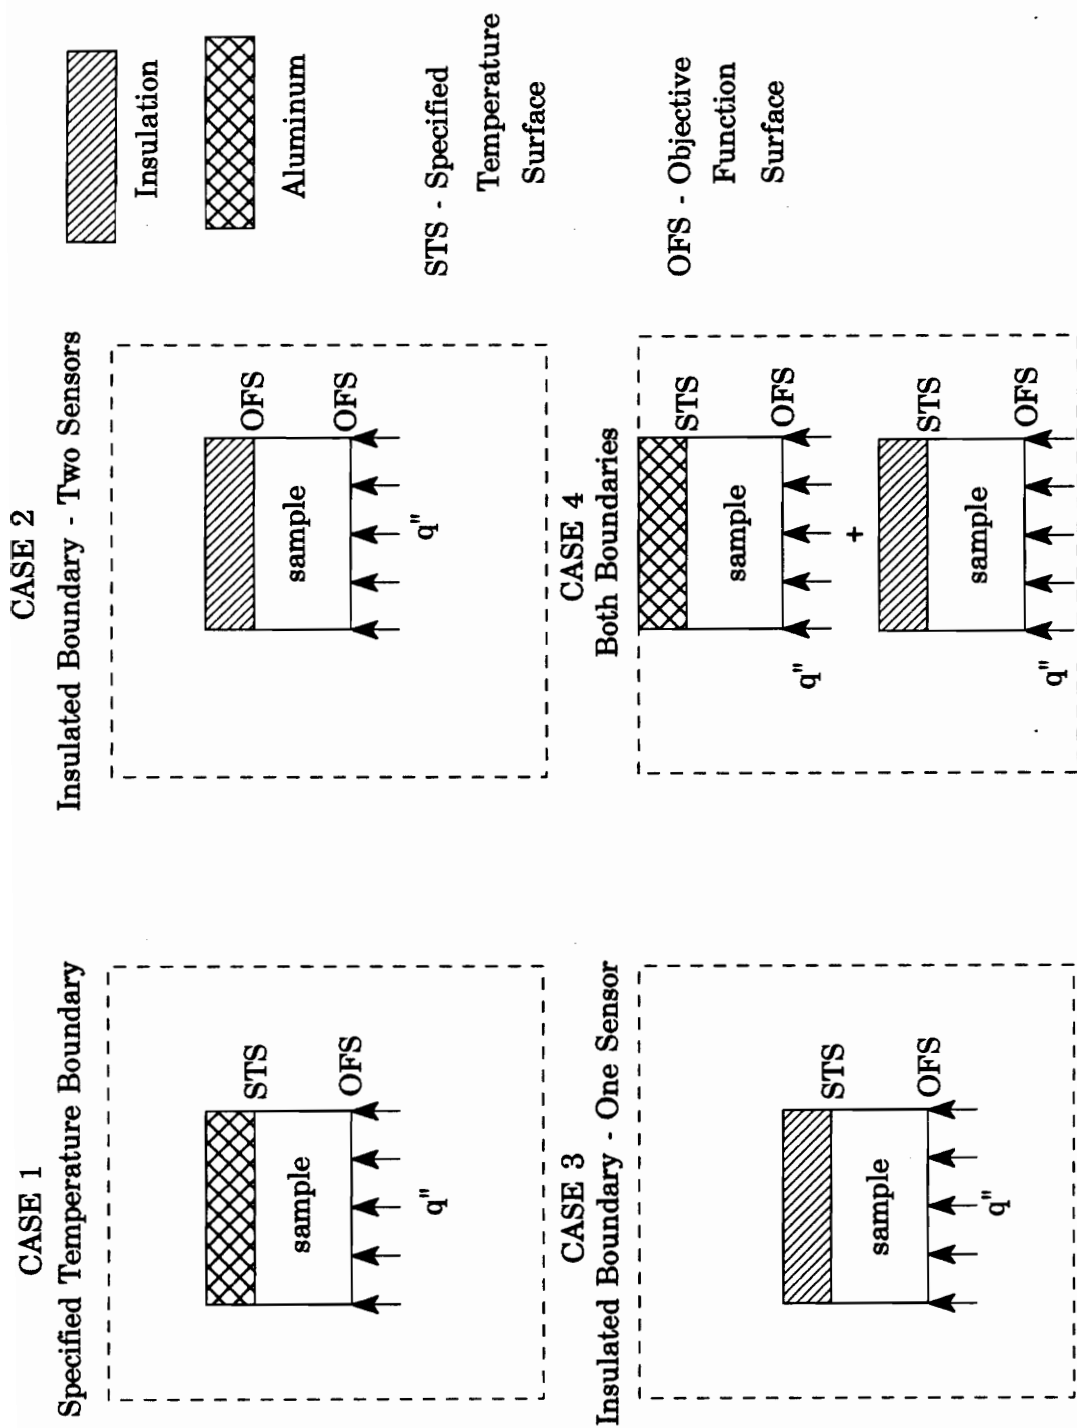 CASE 1
Specified Temperature Boundary
STS
sample
OFS
q"
CASE 2
Insulated Boundary - Two Sensors
OFS
sample
OFS
q"
Insulation
Aluminum
STS - Specified
Temperature
Surface
OFS - Objective
Function
Surface
CASE 3
Insulated Boundary - One Sensor
STS
sample
OFS
q"
CASE 4
Both Boundaries
STS
sample
OFS
q"
+
STS
sample
OFS
q"